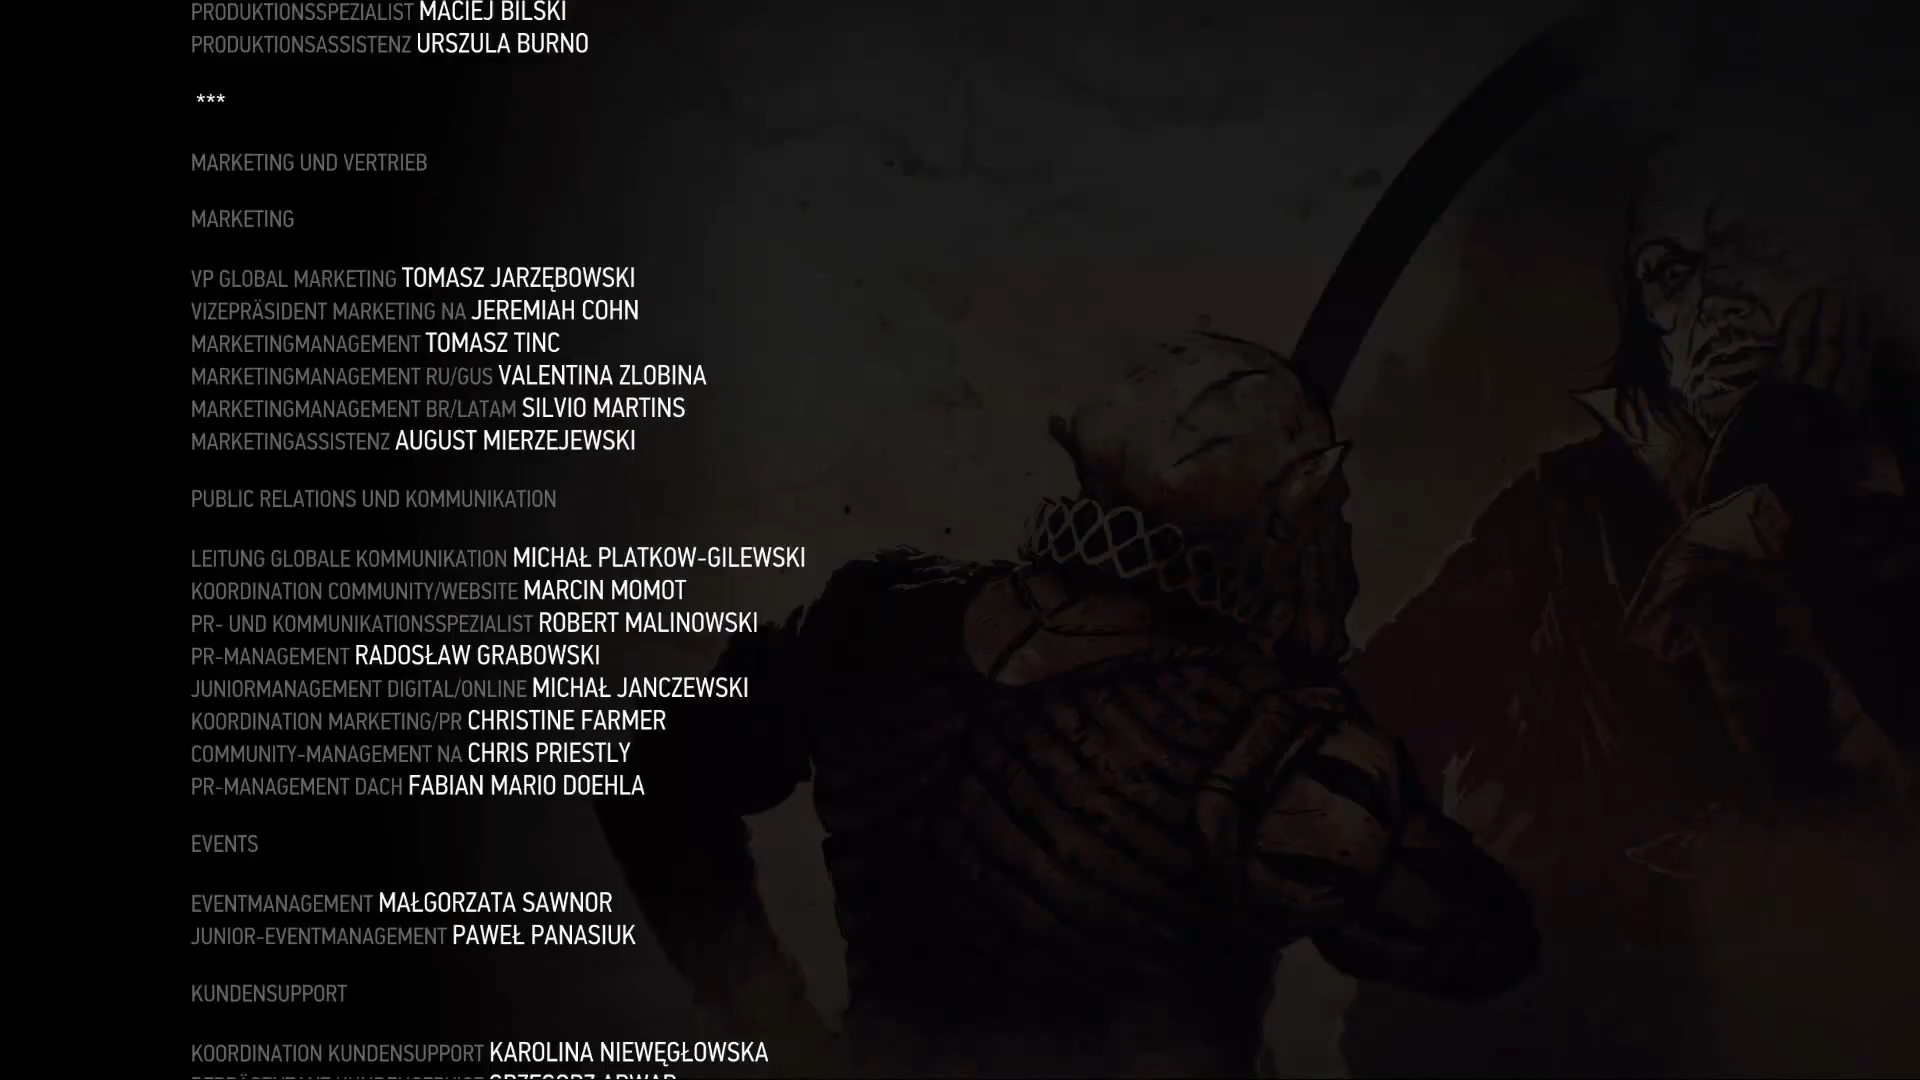 PRODUKTIONSSPEZIALIST MACIEJ BILSKI
PRODUKTIONSASSISTENZ URSZULA BURNO
***
MARKETING UND VERTRIEB
MARKETING
VP GLOBAL MARKETING TOMASZ JARZĘBOWSKI
VIZEPRÄSIDENT MARKETING NA JEREMIAH COHN
MARKETINGMANAGEMENT TOMASZ TINC
MARKETINGMANAGEMENT RU/GUS VALENTINA ZLOBINA
MARKETINGMANAGEMENT BR/LATAM SILVIO MARTINS
MARKETINGASSISTENZ AUGUST MIERZEJEWSKI
PUBLIC RELATIONS UND KOMMUNIKATION
LEITUNG GLOBALE KOMMUNIKATION MICHAŁ PLATKOW-GILEWSKI
KOORDINATION COMMUNITY/WEBSITE MARCIN MOMOT
PR- UND KOMMUNIKATIONSSPEZIALIST ROBERT MALINOWSKI
PR-MANAGEMENT RADOSŁAW GRABOWSKI
JUNIORMANAGEMENT DIGITAL/ONLINE MICHAŁ JANCZEWSKI
KOORDINATION MARKETING/PR CHRISTINE FARMER
COMMUNITY-MANAGEMENT NA CHRIS PRIESTLY
PR-MANAGEMENT DACH FABIAN MARIO DOEHLA
EVENTS
EVENTMANAGEMENT MAŁGORZATA SAWNOR
JUNIOR-EVENTMANAGEMENT PAWEŁ PANASIUK
KUNDENSUPPORT
KOORDINATION KUNDENSUPPORT KAROLINA NIEWĘGŁOWSKA